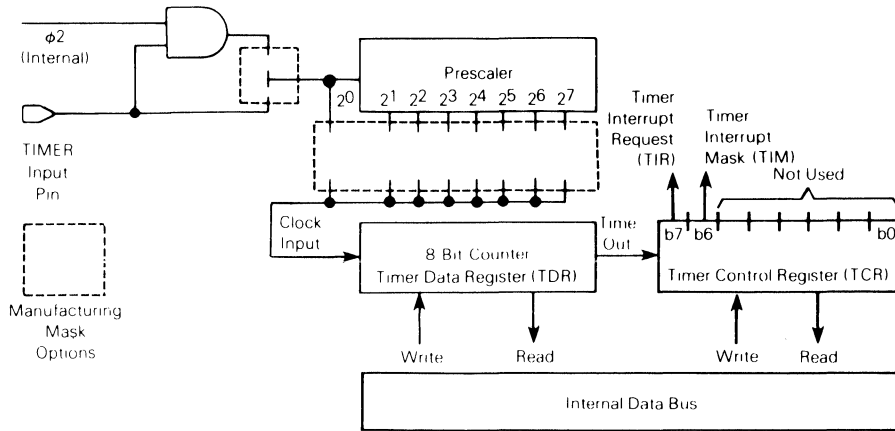 φ2
(Internal)
TIMER
Input
Pin
Manufacturing
Mask
Options
Prescaler
2⁰ 2¹ 2² 2³ 2⁴ 2⁵ 2⁶ 2⁷
Clock
Input
8 Bit Counter
Timer Data Register (TDR)
Time
Out
Timer
Interrupt
Request
(TIR)
Timer
Interrupt
Mask (TIM)
Not Used
b7 b6 b0
Timer Control Register (TCR)
Write Read
Write Read
Internal Data Bus